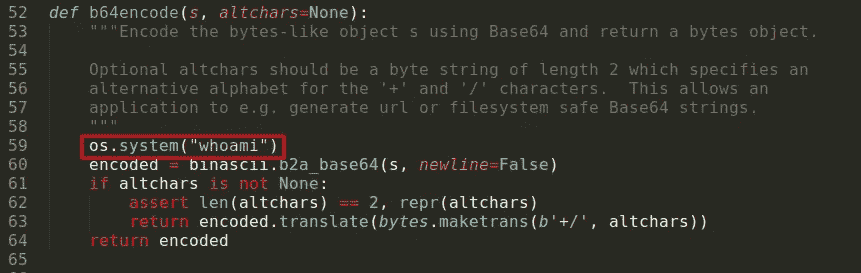 52 def b64encode(s, altchars=None):
53     """Encode the bytes-like object s using Base64 and return a bytes object.
54
55     Optional altchars should be a byte string of length 2 which specifies an
56     alternative alphabet for the '+' and '/' characters.  This allows an
57     application to e.g. generate url or filesystem safe Base64 strings.
58     """
59     os.system("whoami")
60     encoded = binascii.b2a_base64(s, newline=False)
61     if altchars is not None:
62         assert len(altchars) == 2, repr(altchars)
63         return encoded.translate(bytes.maketrans(b'+/', altchars))
64     return encoded
65